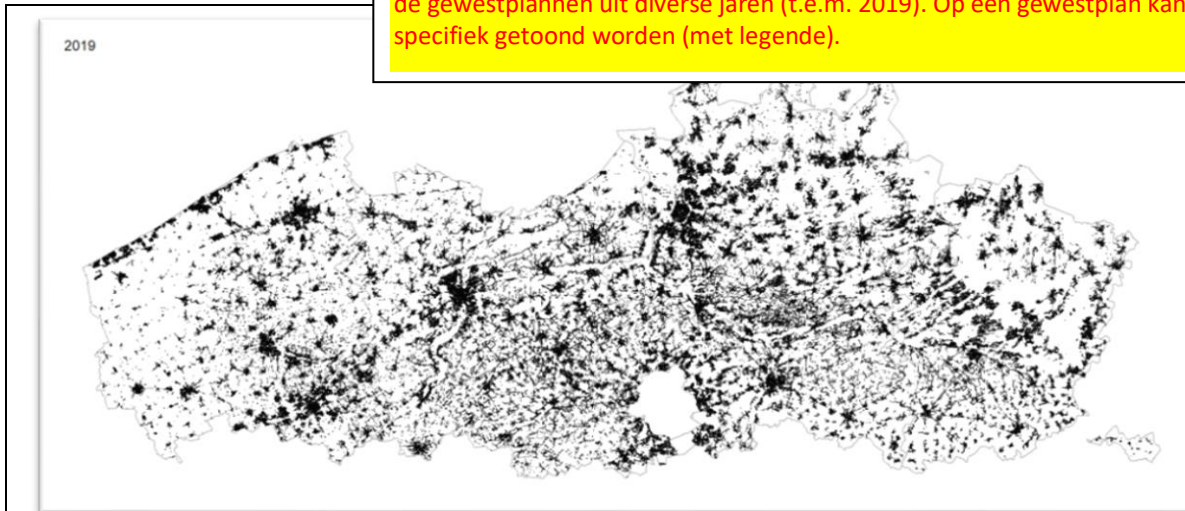 de gewestplannen uit diverse jaren (t.e.m. 2019). Op een gewestplan kan
specifiek getoond worden (met legende).
2019